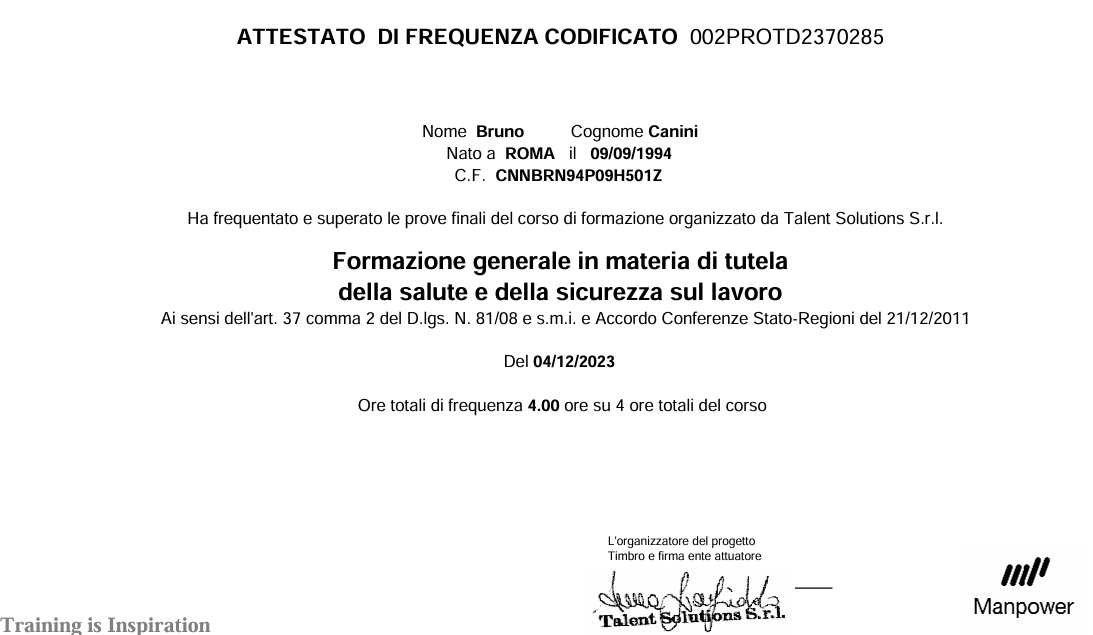 ATTESTATO DI FREQUENZA CODIFICATO 002PROTD2370285
Nome Bruno Cognome Canini
Nato a ROMA il 09/09/1994
C.F. CNNBRN94P09H501Z
Ha frequentato e superato le prove finali del corso di formazione organizzato da Talent Solutions S.r.l.
Formazione generale in materia di tutela
della salute e della sicurezza sul lavoro
Ai sensi dell'art. 37 comma 2 del D.lgs. N. 81/08 e s.m.i. e Accordo Conferenze Stato-Regioni del 21/12/2011
Del 04/12/2023
Ore totali di frequenza 4.00 ore su 4 ore totali del corso
L'organizzatore del progetto
Timbro e firma ente attuatore
Talent Solutions S.r.l.
Manpower
Training is Inspiration